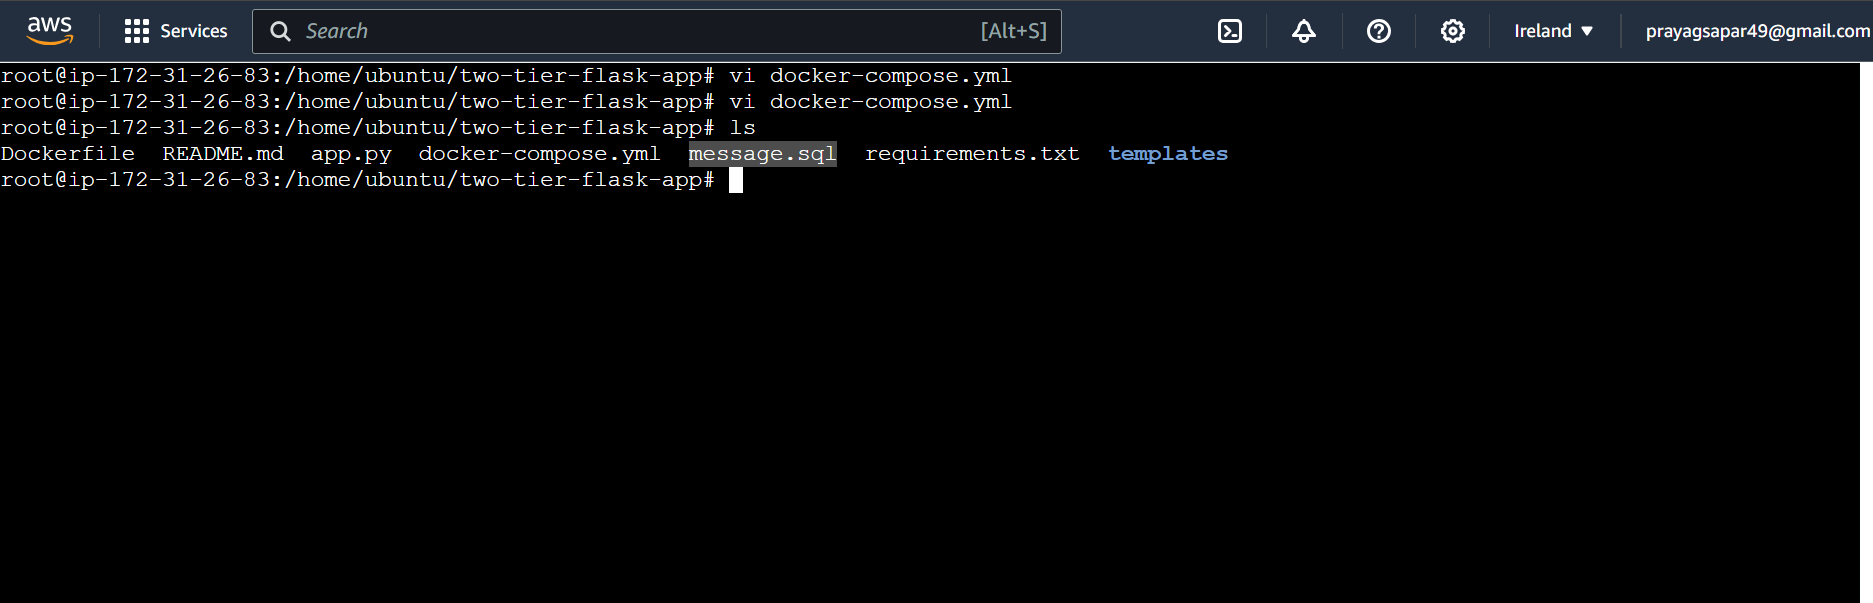 aws Services Search [Alt+S] Ireland ▼ prayagsapar49@gmail.com
root@ip-172-31-26-83:/home/ubuntu/two-tier-flask-app# vi docker-compose.yml
root@ip-172-31-26-83:/home/ubuntu/two-tier-flask-app# vi docker-compose.yml
root@ip-172-31-26-83:/home/ubuntu/two-tier-flask-app# ls
Dockerfile  README.md  app.py  docker-compose.yml  message.sql  requirements.txt  templates
root@ip-172-31-26-83:/home/ubuntu/two-tier-flask-app#